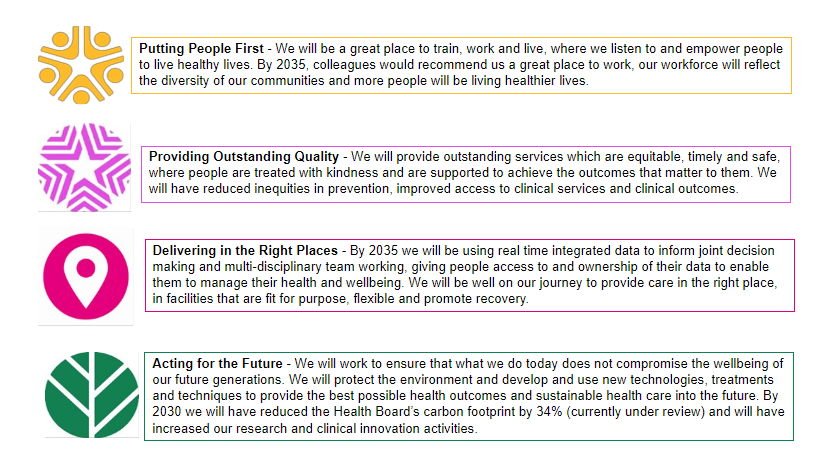 Putting People First - We will be a great place to train, work and live, where we listen to and empower people
to live healthy lives. By 2035, colleagues would recommend us a great place to work, our workforce will reflect
the diversity of our communities and more people will be living healthier lives.
Providing Outstanding Quality - We will provide outstanding services which are equitable, timely and safe,
where people are treated with kindness and are supported to achieve the outcomes that matter to them. We
will have reduced inequities in prevention, improved access to clinical services and clinical outcomes.
Delivering in the Right Places - By 2035 we will be using real time integrated data to inform joint decision
making and multi-disciplinary team working, giving people access to and ownership of their data to enable
them to manage their health and wellbeing. We will be well on our journey to provide care in the right place,
in facilities that are fit for purpose, flexible and promote recovery.
Acting for the Future - We will work to ensure that what we do today does not compromise the wellbeing of
our future generations. We will protect the environment and develop and use new technologies, treatments
and techniques to provide the best possible health outcomes and sustainable health care into the future. By
2030 we will have reduced the Health Board's carbon footprint by 34% (currently under review) and will have
increased our research and clinical innovation activities.